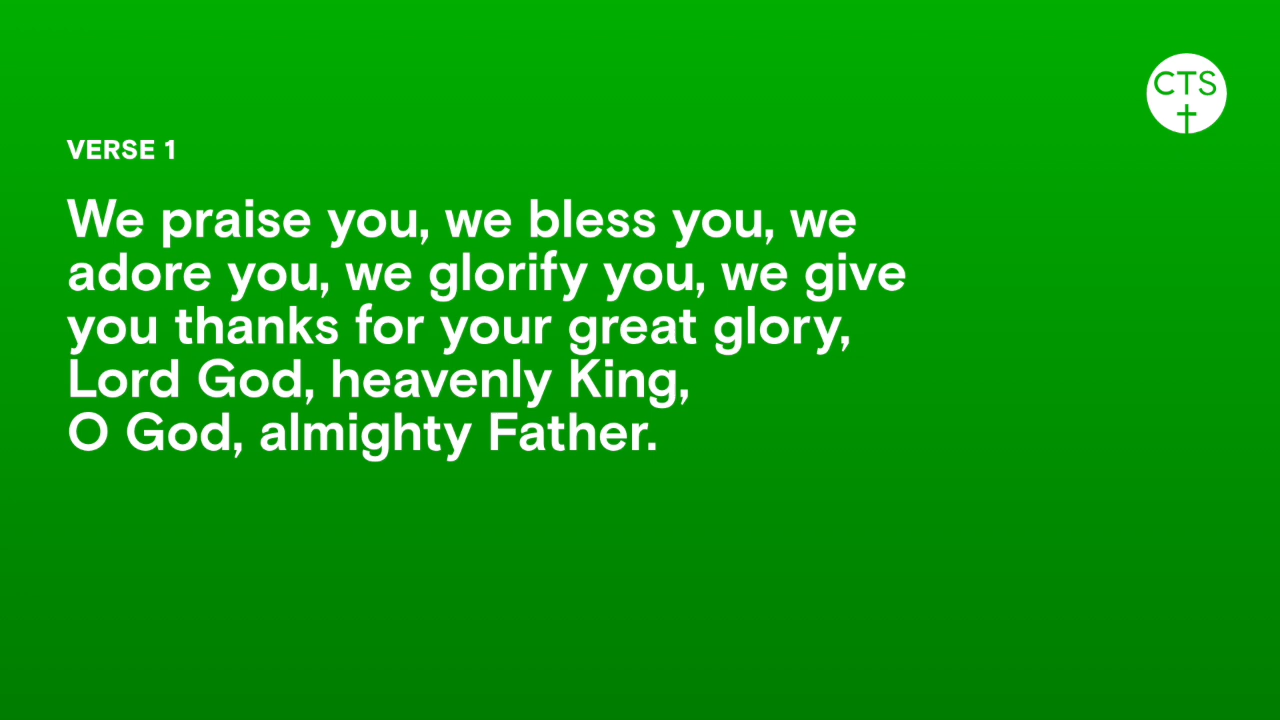 CTS
VERSE 1
We praise you, we bless you, we
adore you, we glorify you, we give
you thanks for your great glory,
Lord God, heavenly King,
O God, almighty Father.